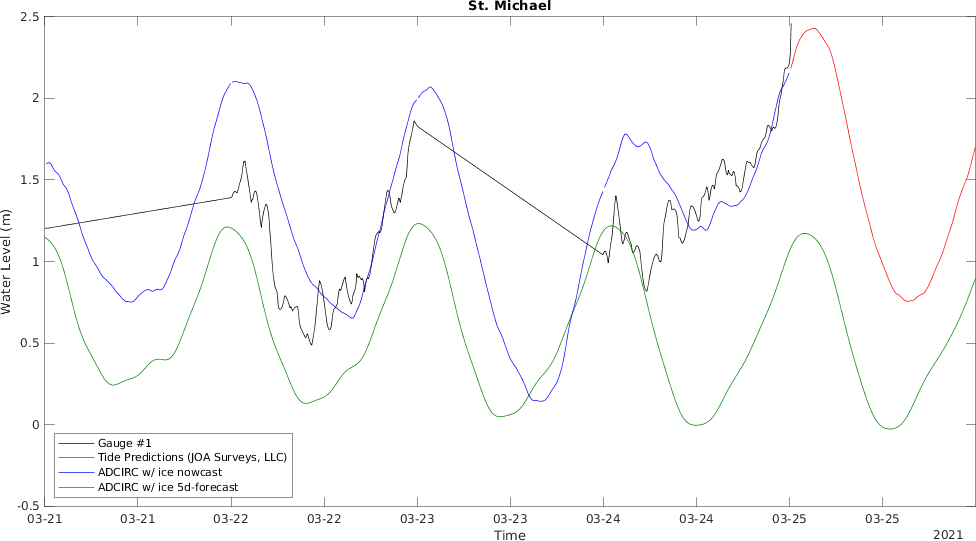 St. Michael
2.5
2
1.5
1
0.5
0
-0.5
Water Level (m)
Gauge #1
Tide Predictions (JOA Surveys, LLC)
ADCIRC w/ ice nowcast
ADCIRC w/ ice 5d-forecast
03-21 03-21 03-22 03-22 03-23 03-23 03-24 03-24 03-25 03-25
Time
2021